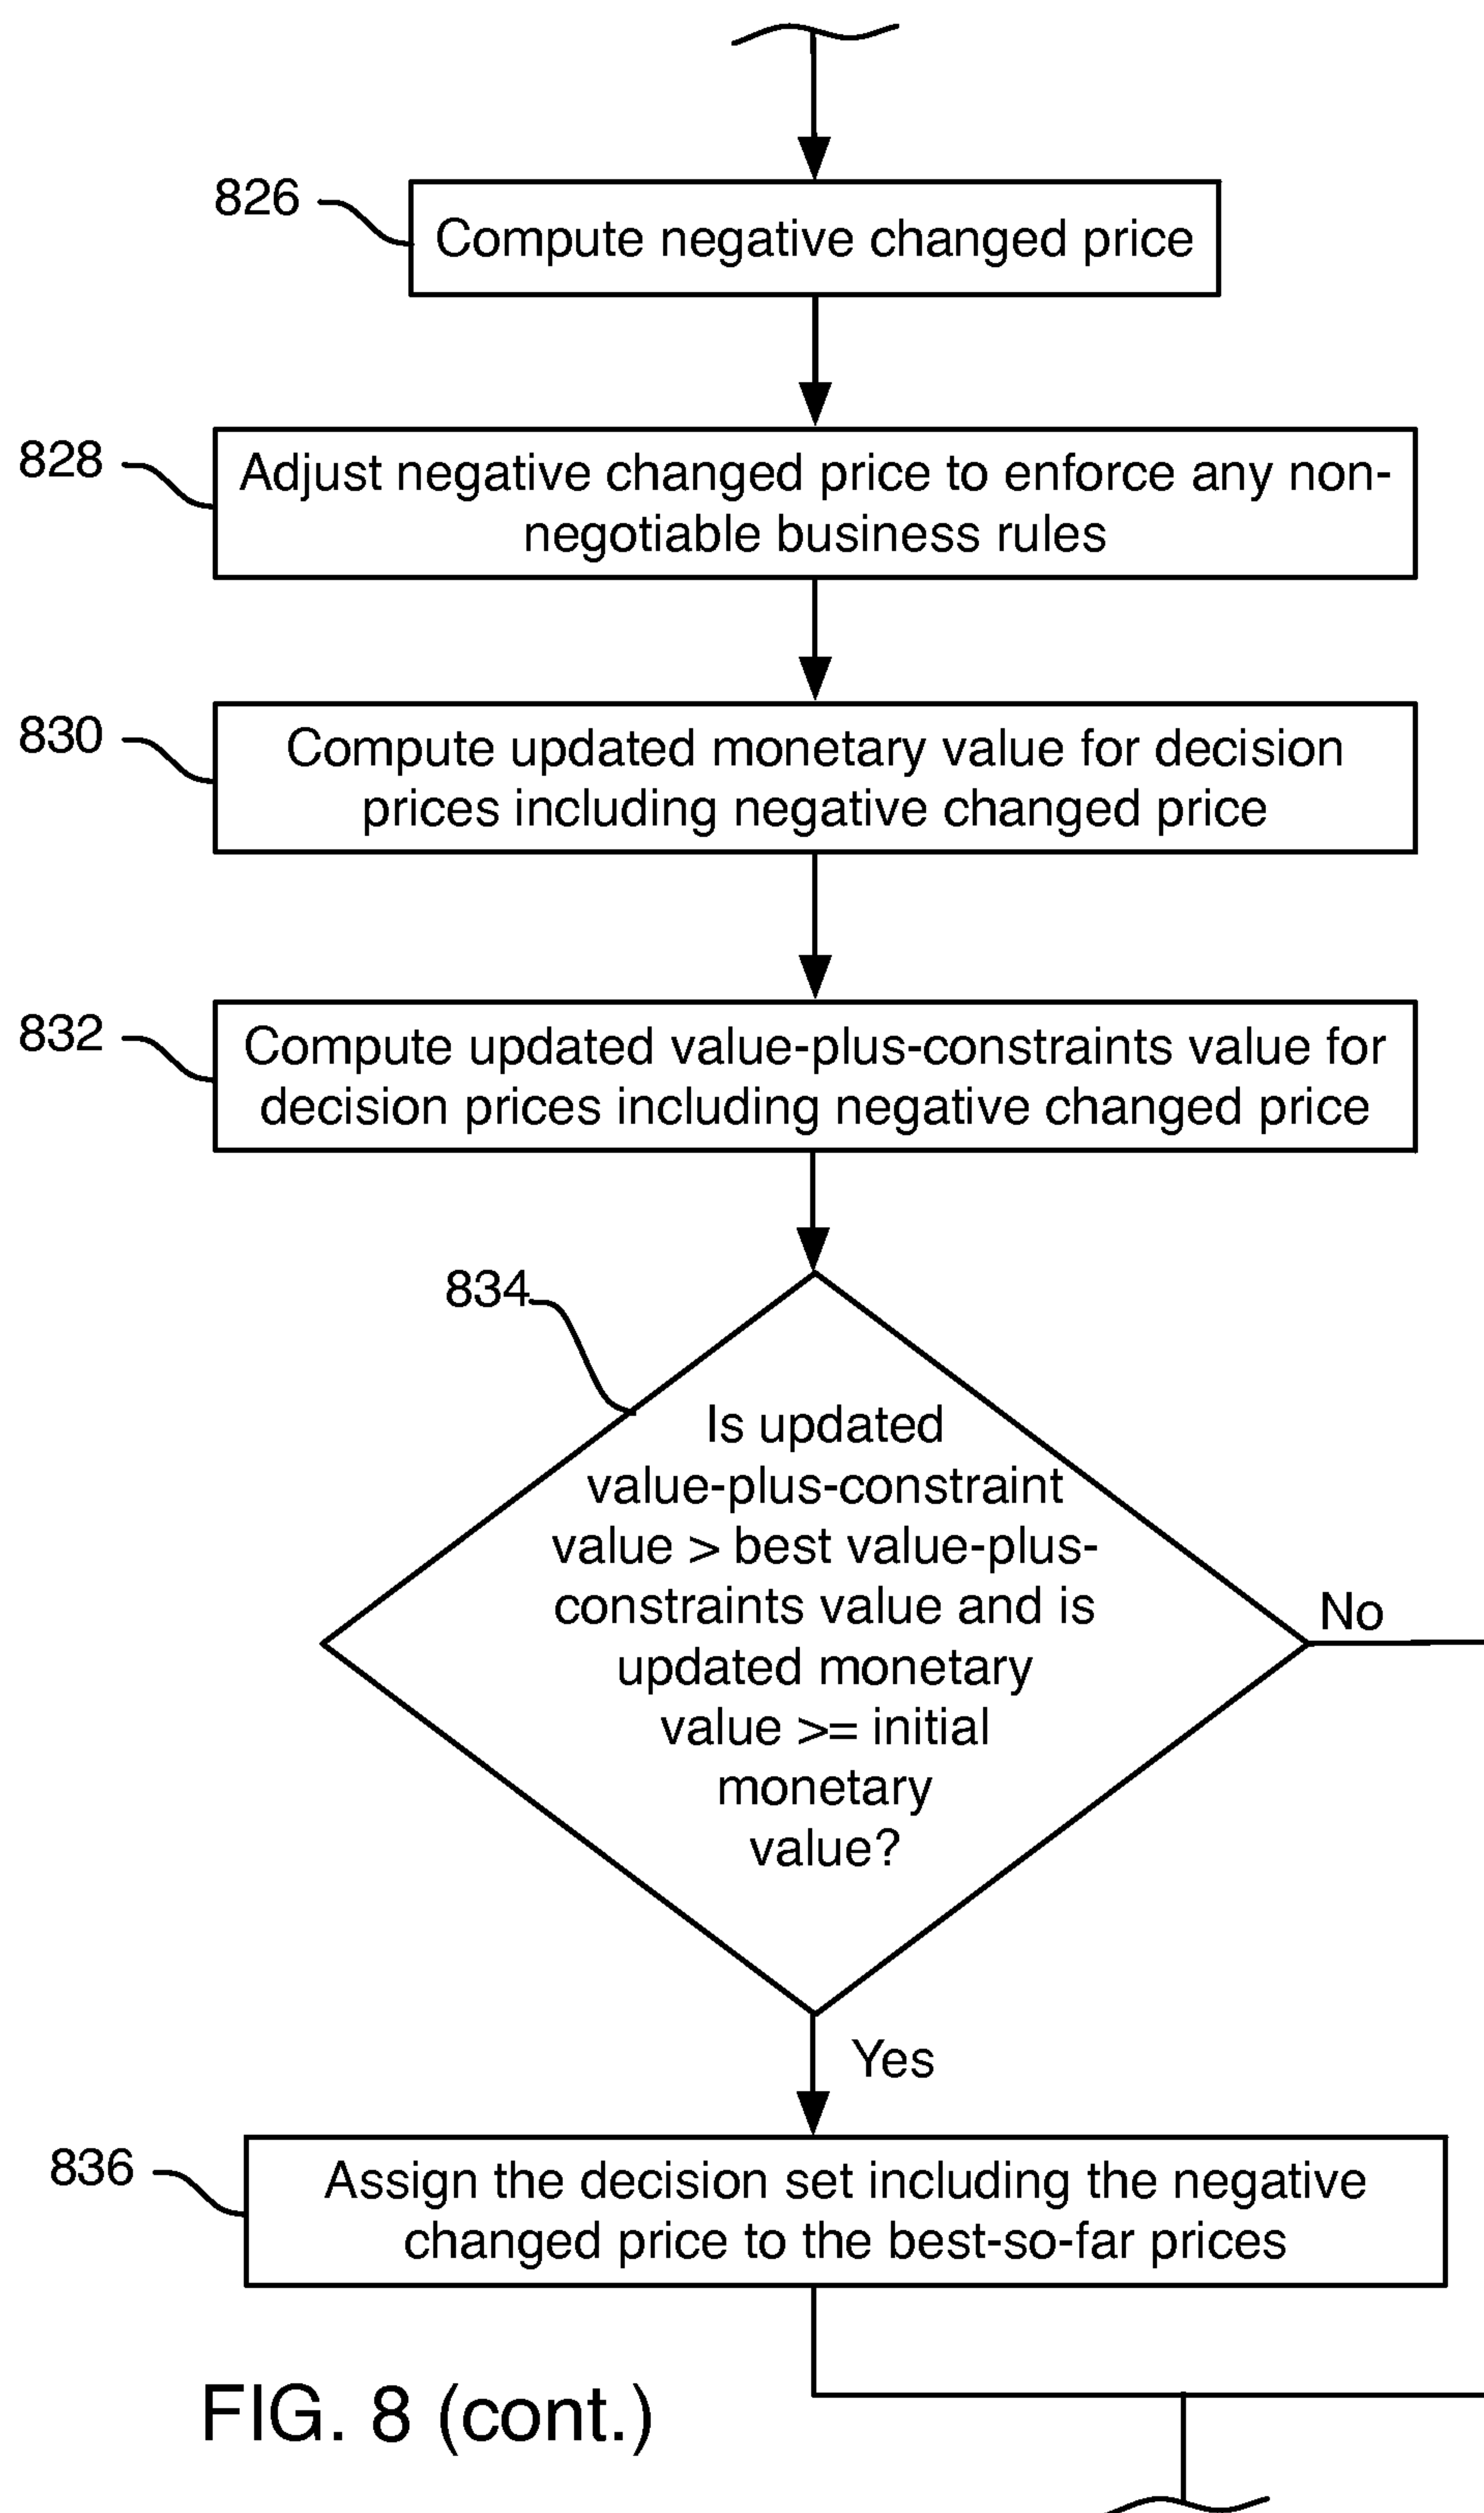 826
Compute negative changed price
828
Adjust negative changed price to enforce any non-
negotiable business rules
830
Compute updated monetary value for decision
prices including negative changed price
832
Compute updated value-plus-constraints value for
decision prices including negative changed price
834
Is updated
value-plus-constraint
value > best value-plus-
constraints value and is
updated monetary
value >= initial
monetary
value?
No
Yes
836
Assign the decision set including the negative
changed price to the best-so-far prices
FIG. 8 (cont.)